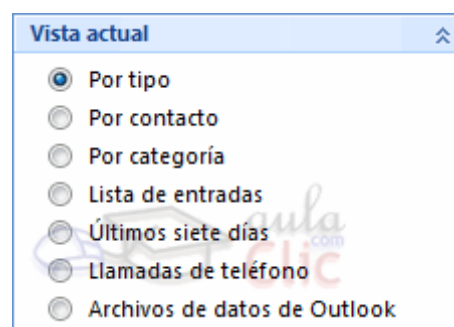 Vista actual
Por tipo
Por contacto
Por categoría
Lista de entradas
Últimos siete días
Llamadas de teléfono
Archivos de datos de Outlook
aula
.com
Clic